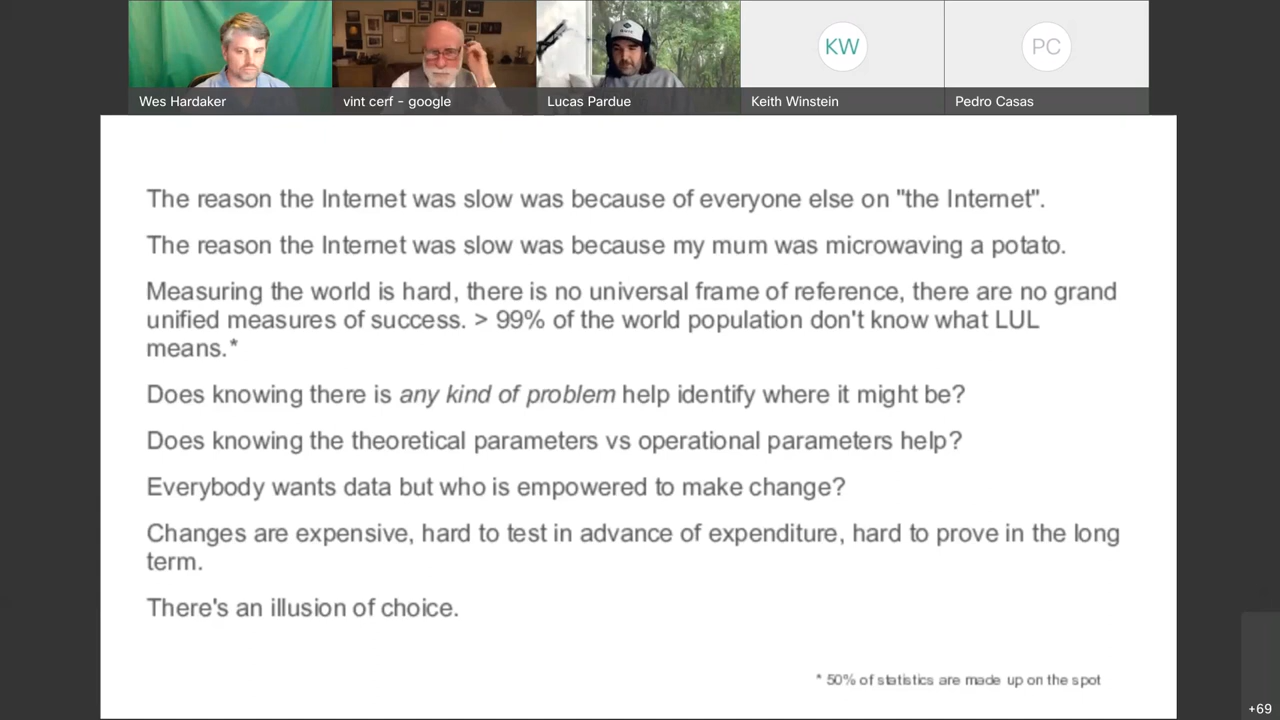 Wes Hardaker
vint cerf - google
Lucas Pardue
KW
Keith Winstein
PC
Pedro Casas
The reason the Internet was slow was because of everyone else on "the Internet".
The reason the Internet was slow was because my mum was microwaving a potato.
Measuring the world is hard, there is no universal frame of reference, there are no grand
unified measures of success. > 99% of the world population don't know what LUL
means.*
Does knowing there is any kind of problem help identify where it might be?
Does knowing the theoretical parameters vs operational parameters help?
Everybody wants data but who is empowered to make change?
Changes are expensive, hard to test in advance of expenditure, hard to prove in the long
term.
There's an illusion of choice.
* 50% of statistics are made up on the spot
+69